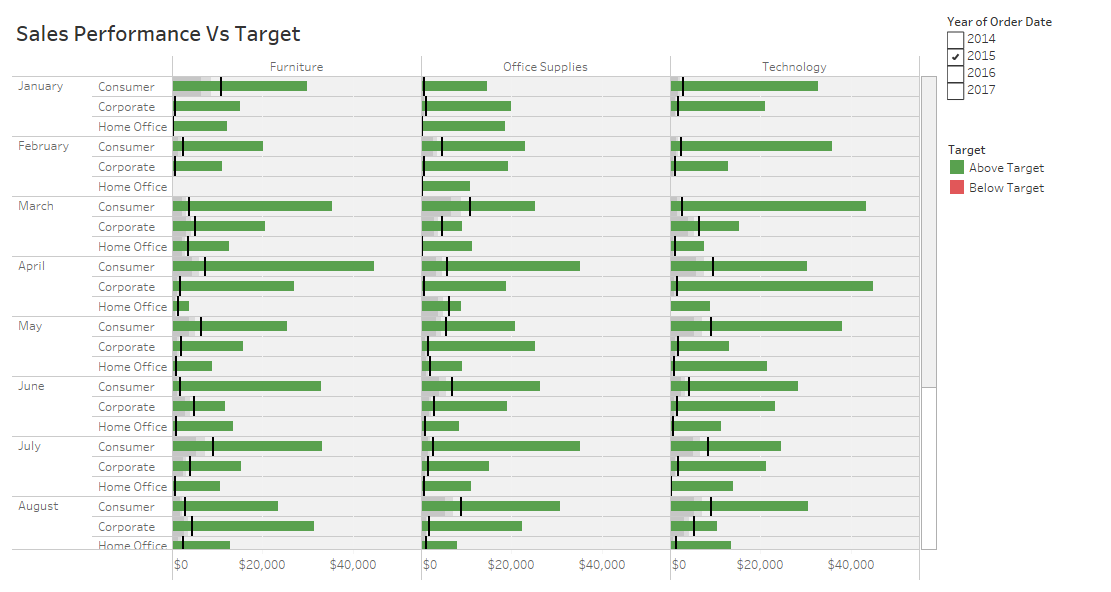 Sales Performance Vs Target
Year of Order Date
2014
2015
2016
2017
Target
Above Target
Below Target
Furniture Office Supplies Technology
January Consumer
Corporate
Home Office
February Consumer
Corporate
Home Office
March Consumer
Corporate
Home Office
April Consumer
Corporate
Home Office
May Consumer
Corporate
Home Office
June Consumer
Corporate
Home Office
July Consumer
Corporate
Home Office
August Consumer
Corporate
Home Office
$0 $20,000 $40,000 $0 $20,000 $40,000 $0 $20,000 $40,000